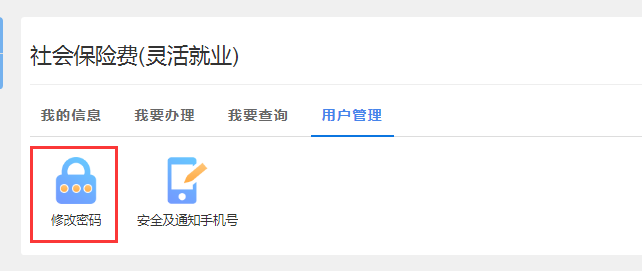 社会保险费(灵活就业)
我的信息 我要办理 我要查询 用户管理
修改密码 安全及通知手机号